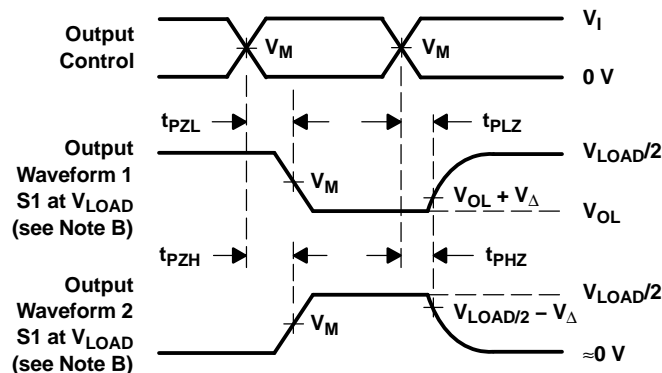 Output
Control
V_M
V_M
V_I
0 V
t_PZL
t_PLZ
Output
Waveform 1
S1 at V_LOAD
(see Note B)
V_M
V_OL + V_Δ
V_LOAD/2
V_OL
t_PZH
t_PHZ
Output
Waveform 2
S1 at V_LOAD
(see Note B)
V_M
V_LOAD/2 − V_Δ
V_LOAD/2
≈0 V